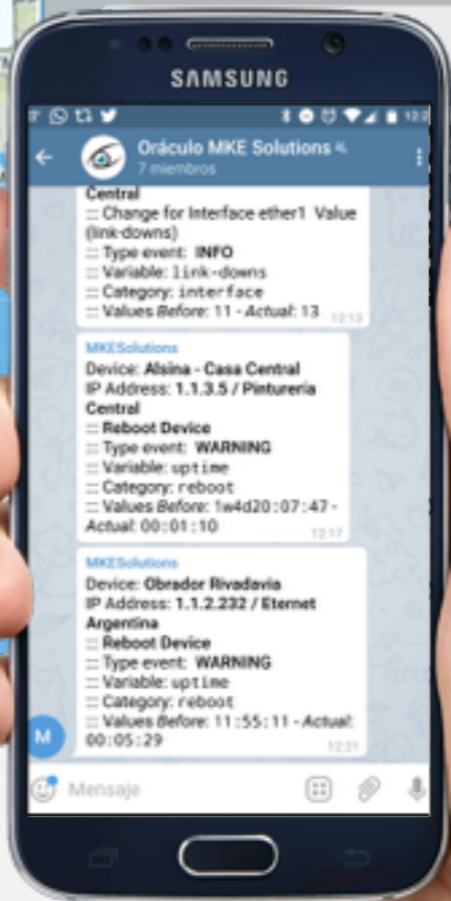 SAMSUNG
12:2
Oráculo MKE Solutions
7 miembros
Central
::: Change for Interface ether1 Value
(link-downs)
::: Type event: INFO
::: Variable: link-downs
::: Category: interface
::: Values Before: 11 - Actual: 13 12:13
MKESolutions
Device: Alsina - Casa Central
IP Address: 1.1.3.5 / Pintureria
Central
::: Reboot Device
::: Type event: WARNING
::: Variable: uptime
::: Category: reboot
::: Values Before: 1w4d20:07:47 -
Actual: 00:01:10 12:17
MKESolutions
Device: Obrador Rivadavia
IP Address: 1.1.2.232 / Eternet
Argentina
::: Reboot Device
::: Type event: WARNING
::: Variable: uptime
::: Category: reboot
::: Values Before: 11:55:11 - Actual:
00:05:29 12:21
M
Mensaje